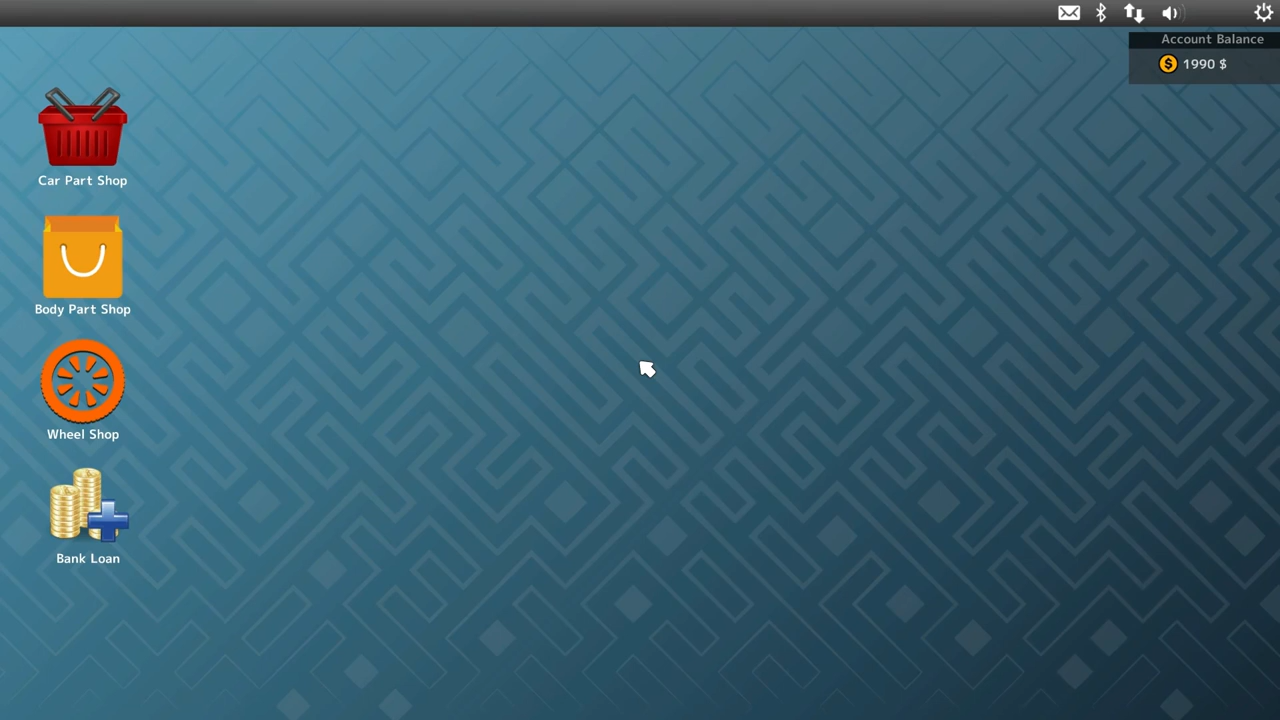 Account Balance
1990 $
Car Part Shop
Body Part Shop
Wheel Shop
Bank Loan